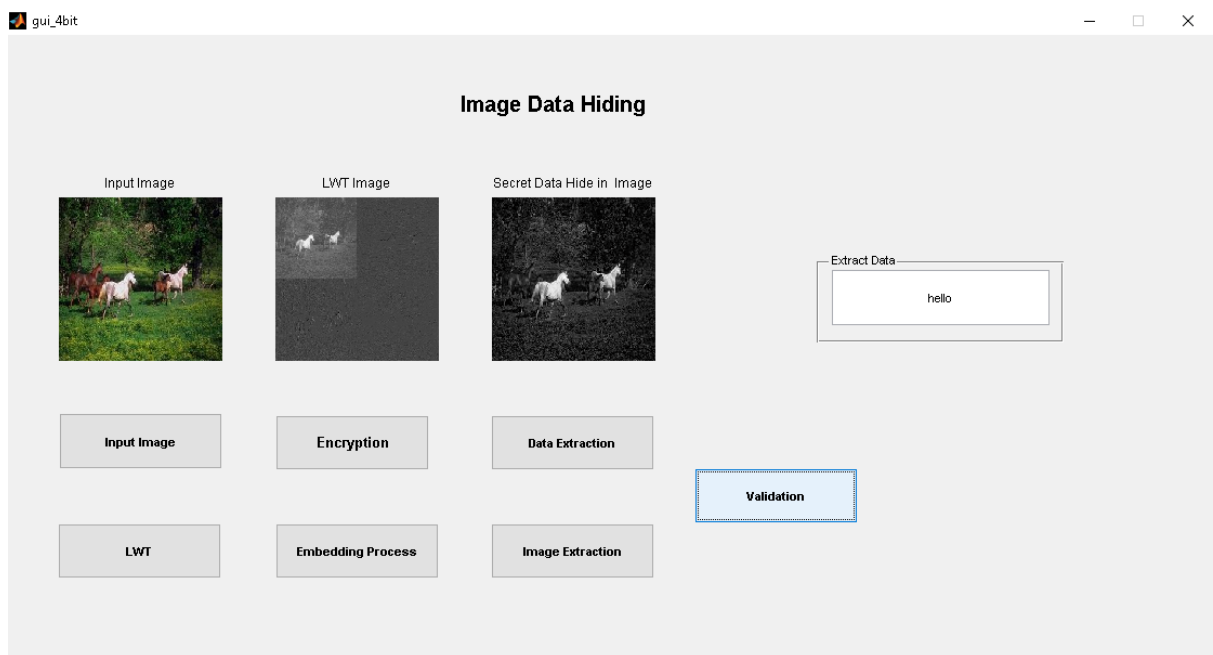 gui_4bit
Image Data Hiding
Input Image
LWT Image
Secret Data Hide in Image
Extract Data
hello
Input Image
Encryption
Data Extraction
Validation
LWT
Embedding Process
Image Extraction